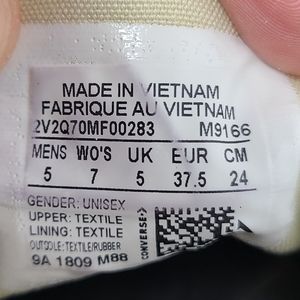 MADE IN VIETNAM
FABRIQUE AU VIETNAM
2V2Q70MF00283 M9166
MENS WO'S UK EUR CM
5 7 5 37.5 24
GENDER: UNISEX
UPPER: TEXTILE
LINING: TEXTILE
OUTSOLE: TEXTILE/RUBBER
9A 1809 M88
CONVERSE